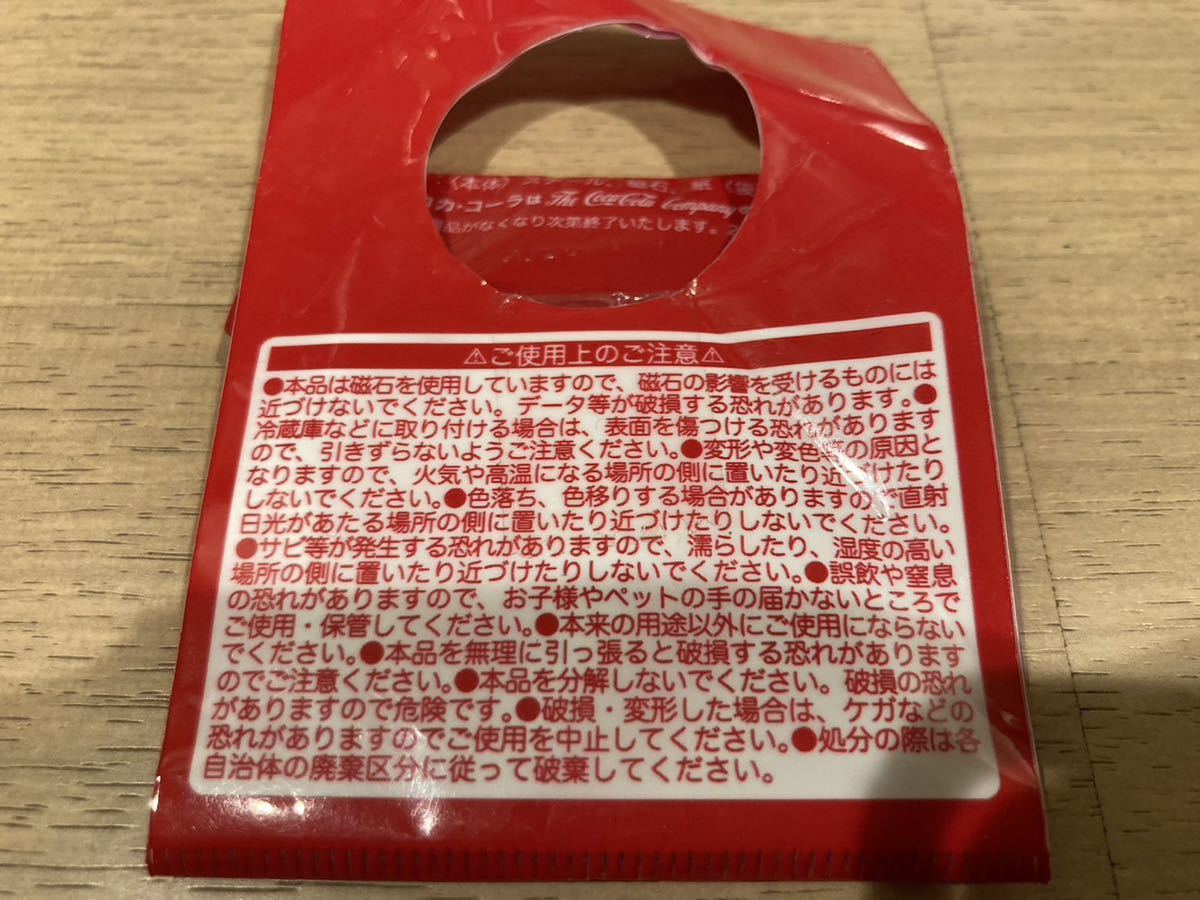 〈本体〉スチール、磁石、紙〈袋
カ・コーラは The Coca-Cola Company
品がなくなり次第終了いたします。2
⚠ご使用上のご注意⚠
●本品は磁石を使用していますので、磁石の影響を受けるものには
近づけないでください。データ等が破損する恐れがあります。●
冷蔵庫などに取り付ける場合は、表面を傷つける恐れがあります
ので、引きずらないようご注意ください。●変形や変色等の原因と
なりますので、火気や高温になる場所の側に置いたり近づけたり
しないでください。●色落ち、色移りする場合がありますので直射
日光があたる場所の側に置いたり近づけたりしないでください。
●サビ等が発生する恐れがありますので、濡らしたり、湿度の高い
場所の側に置いたり近づけたりしないでください。●誤飲や窒息
の恐れがありますので、お子様やペットの手の届かないところで
ご使用・保管してください。●本来の用途以外にご使用にならない
でください。●本品を無理に引っ張ると破損する恐れがあります
のでご注意ください。●本品を分解しないでください。破損の恐れ
がありますので危険です。●破損・変形した場合は、ケガなどの
恐れがありますのでご使用を中止してください。●処分の際は各
自治体の廃棄区分に従って破棄してください。